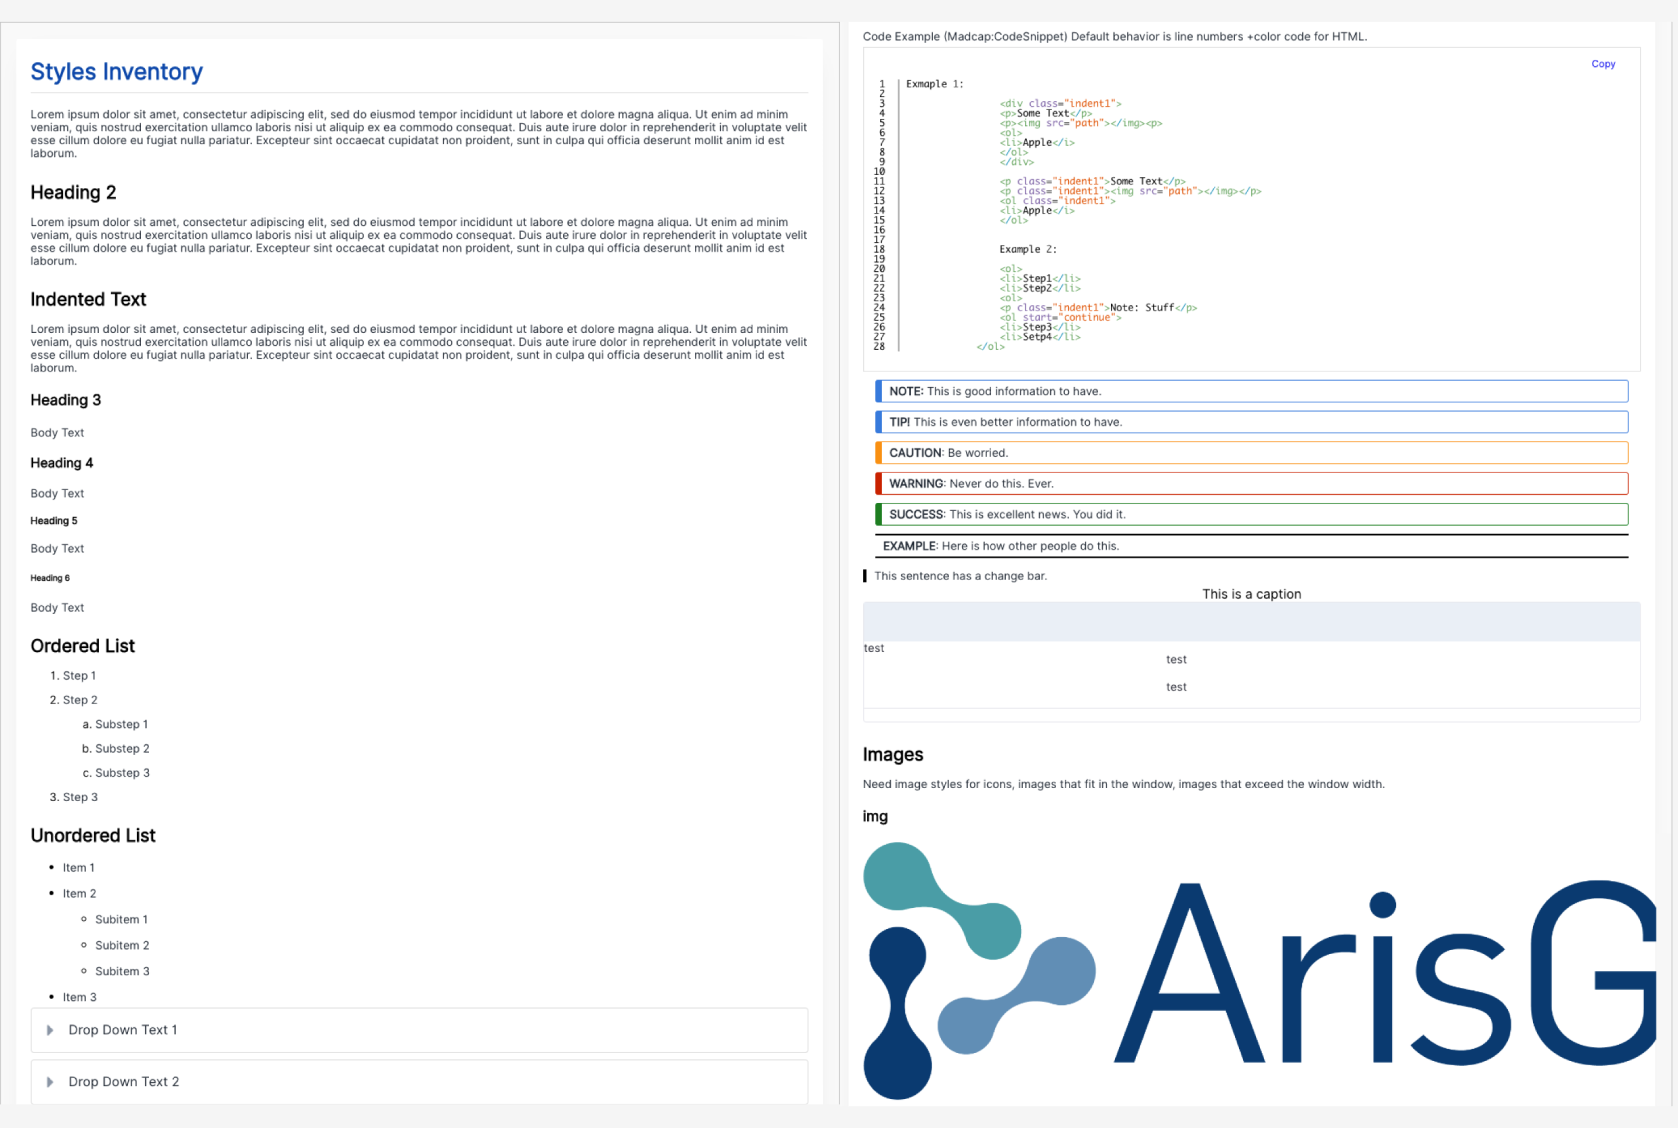 Styles Inventory
Lorem ipsum dolor sit amet, consectetur adipiscing elit, sed do eiusmod tempor incididunt ut labore et dolore magna aliqua. Ut enim ad minim
veniam, quis nostrud exercitation ullamco laboris nisi ut aliquip ex ea commodo consequat. Duis aute irure dolor in reprehenderit in voluptate velit
esse cillum dolore eu fugiat nulla pariatur. Excepteur sint occaecat cupidatat non proident, sunt in culpa qui officia deserunt mollit anim id est
laborum.
Heading 2
Lorem ipsum dolor sit amet, consectetur adipiscing elit, sed do eiusmod tempor incididunt ut labore et dolore magna aliqua. Ut enim ad minim
veniam, quis nostrud exercitation ullamco laboris nisi ut aliquip ex ea commodo consequat. Duis aute irure dolor in reprehenderit in voluptate velit
esse cillum dolore eu fugiat nulla pariatur. Excepteur sint occaecat cupidatat non proident, sunt in culpa qui officia deserunt mollit anim id est
laborum.
Indented Text
Lorem ipsum dolor sit amet, consectetur adipiscing elit, sed do eiusmod tempor incididunt ut labore et dolore magna aliqua. Ut enim ad minim
veniam, quis nostrud exercitation ullamco laboris nisi ut aliquip ex ea commodo consequat. Duis aute irure dolor in reprehenderit in voluptate velit
esse cillum dolore eu fugiat nulla pariatur. Excepteur sint occaecat cupidatat non proident, sunt in culpa qui officia deserunt mollit anim id est
laborum.
Heading 3
Body Text
Heading 4
Body Text
Heading 5
Body Text
Heading 6
Body Text
Ordered List
1. Step 1
2. Step 2
a. Substep 1
b. Substep 2
c. Substep 3
3. Step 3
Unordered List
• Item 1
• Item 2
◦ Subitem 1
◦ Subitem 2
◦ Subitem 3
• Item 3
Drop Down Text 1
Drop Down Text 2
Code Example (Madcap:CodeSnippet) Default behavior is line numbers +color code for HTML.
Copy
1 Exmaple 1:
2
3 <div class="indent1">
4 <p>Some Text</p>
5 <p><img src="path"></img><p>
6 <ol>
7 <li>Apple</i>
8 </ol>
9 </div>
10
11 <p class="indent1">Some Text</p>
12 <p class="indent1"><img src="path"></img></p>
13 <ol class="indent1">
14 <li>Apple</i>
15 </ol>
16
17
18 Example 2:
19
20 <ol>
21 <li>Step1</li>
22 <li>Step2</li>
23 <ol>
24 <p class="indent1">Note: Stuff</p>
25 <ol start="continue">
26 <li>Step3</li>
27 <li>Setp4</li>
28 </ol>
NOTE: This is good information to have.
TIP! This is even better information to have.
CAUTION: Be worried.
WARNING: Never do this. Ever.
SUCCESS: This is excellent news. You did it.
EXAMPLE: Here is how other people do this.
This sentence has a change bar.
This is a caption
test
test
test
Images
Need image styles for icons, images that fit in the window, images that exceed the window width.
img
ArisG